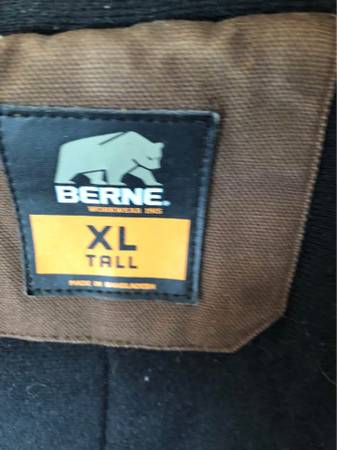 BERNE
WORKWEAR 1915
XL
TALL
MADE IN BANGLADESH